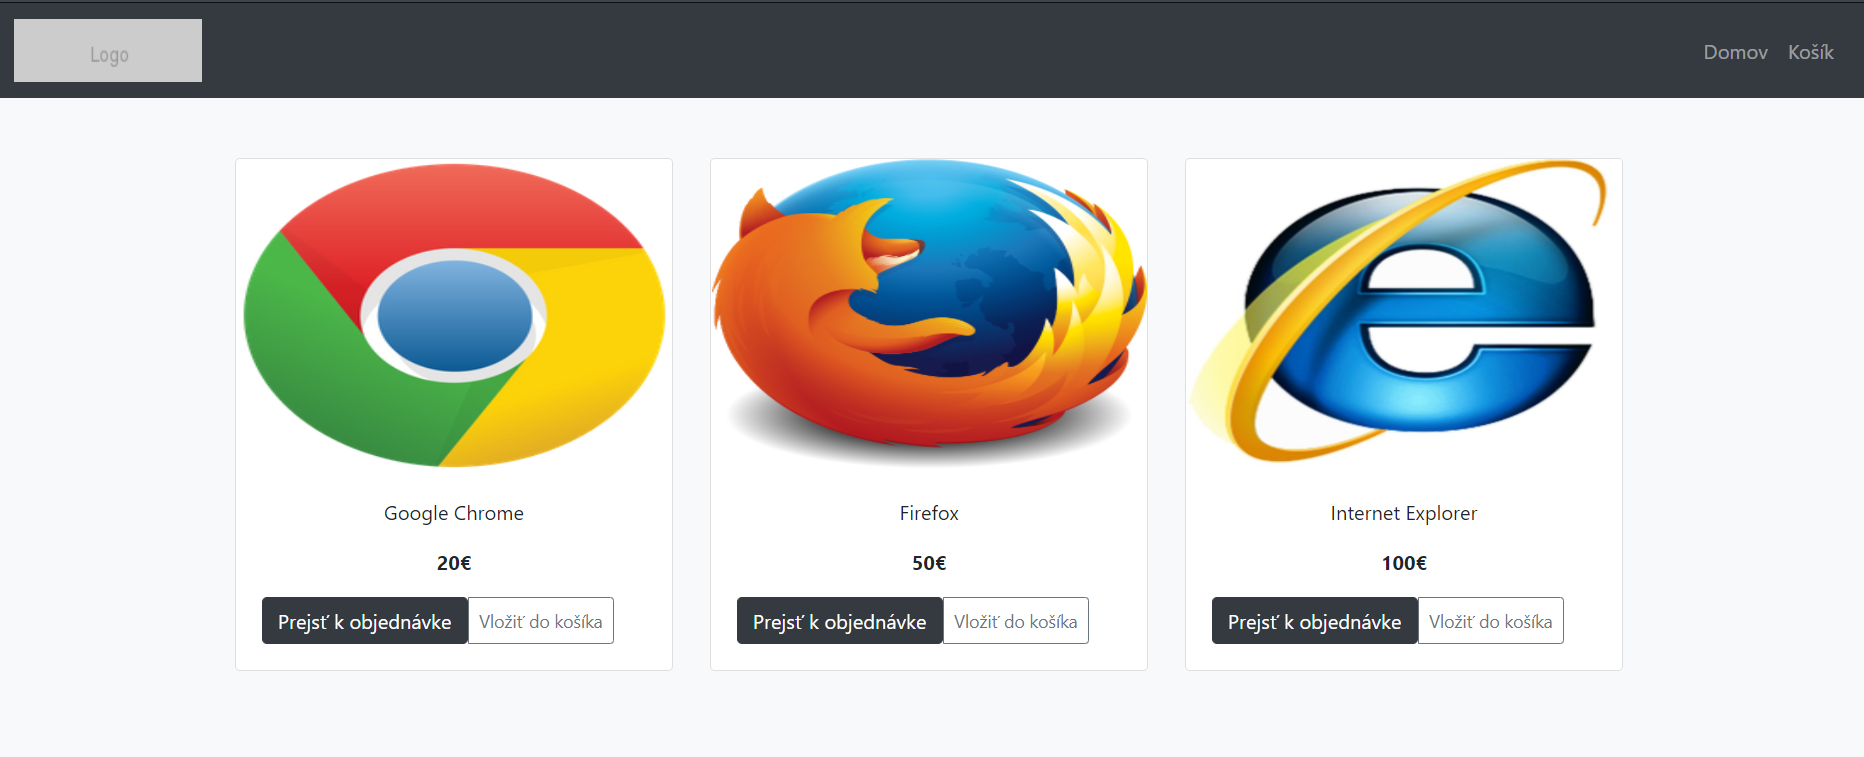 Logo
Domov Košík
Google Chrome
20€
Prejsť k objednávke Vložiť do košíka
Firefox
50€
Prejsť k objednávke Vložiť do košíka
Internet Explorer
100€
Prejsť k objednávke Vložiť do košíka